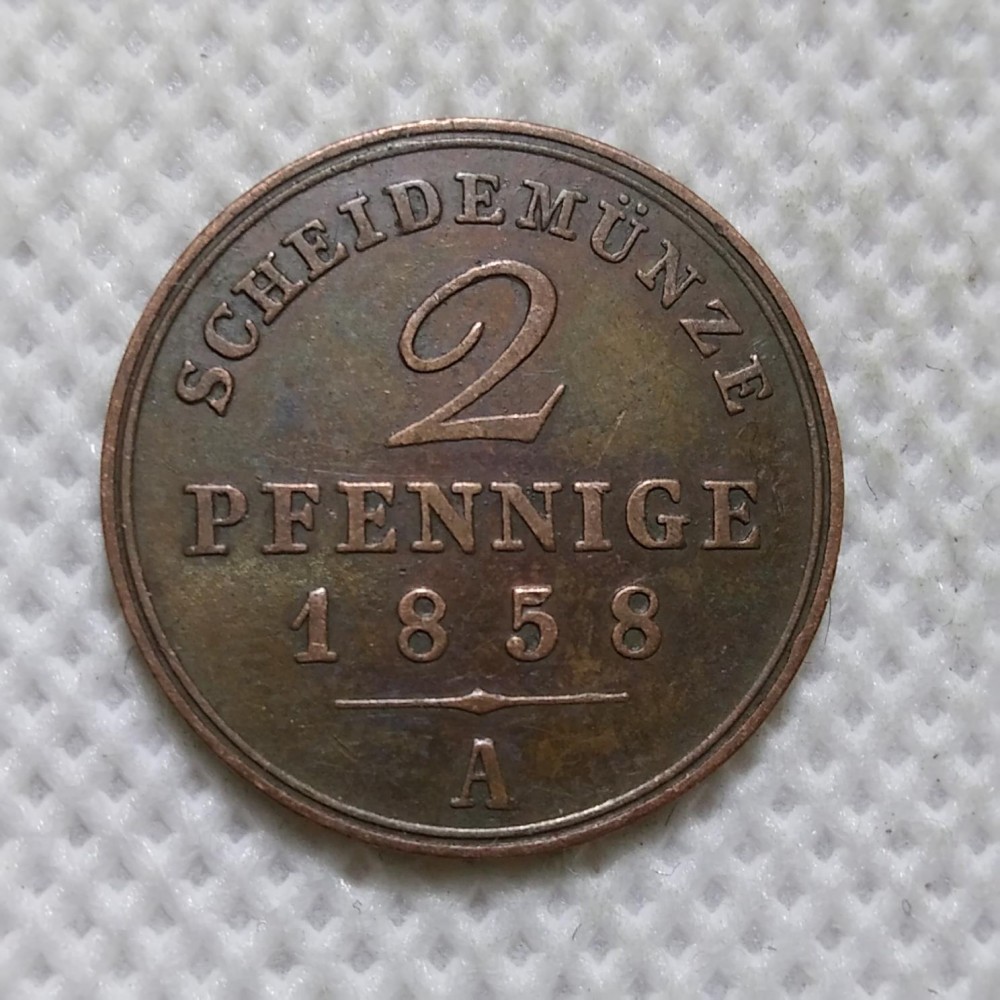 SCHEIDEMÜNZE
2
PFENNIGE
1858
A